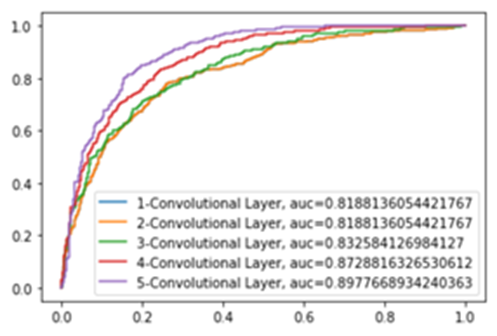 1.0
0.8
0.6
0.4
0.2
0.0
1-Convolutional Layer, auc=0.8188136054421767
2-Convolutional Layer, auc=0.8188136054421767
3-Convolutional Layer, auc=0.832584126984127
4-Convolutional Layer, auc=0.8728816326530612
5-Convolutional Layer, auc=0.8977668934240363
0.0 0.2 0.4 0.6 0.8 1.0